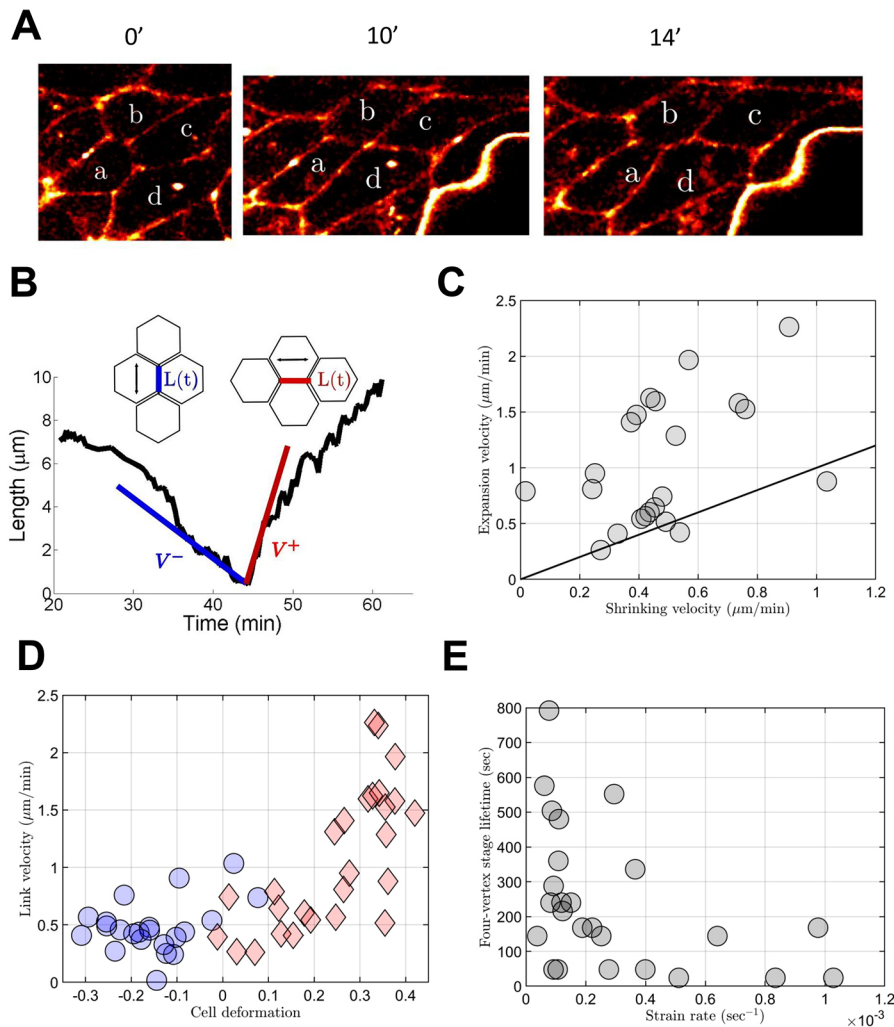 A
0’
10’
14’
b
c
a
d
b
c
a
d
b
c
a
d
B
10
8
6
4
2
0
Length (μm)
20
30
40
50
60
Time (min)
L(t)
L(t)
V−
V+
C
2.5
2
1.5
1
0.5
0
Expansion velocity (μm/min)
0
0.2
0.4
0.6
0.8
1
1.2
Shrinking velocity (μm/min)
D
2.5
2
1.5
1
0.5
0
Link velocity (μm/min)
-0.3
-0.2
-0.1
0
0.1
0.2
0.3
0.4
Cell deformation
E
800
700
600
500
400
300
200
100
0
Four-vertex stage lifetime (sec)
0
0.2
0.4
0.6
0.8
1
1.2
×10⁻³
Strain rate (sec⁻¹)